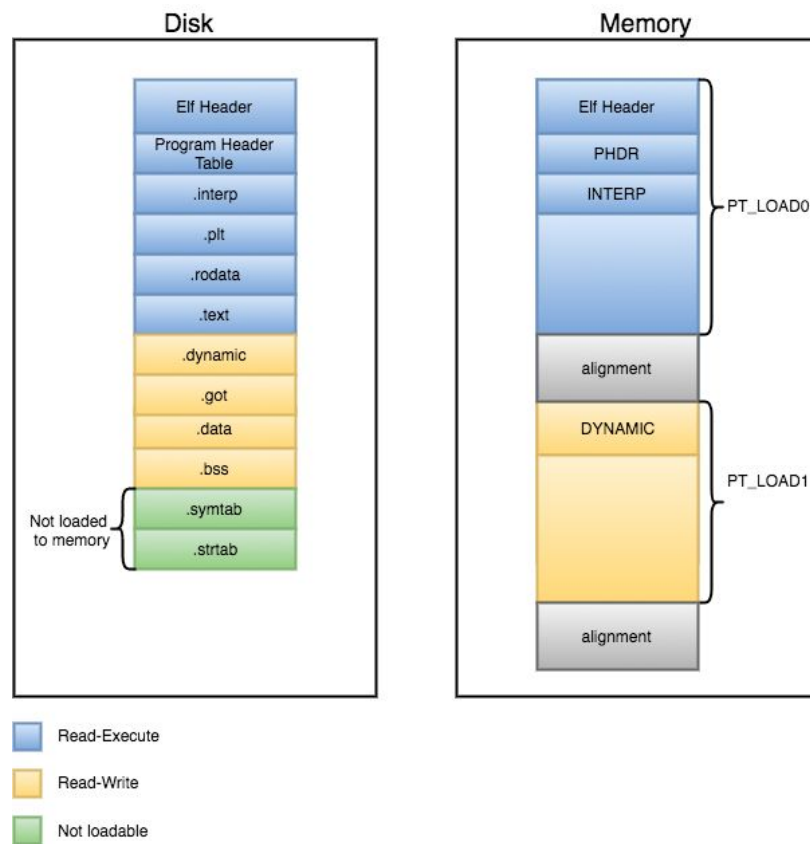 Disk
Elf Header
Program Header
Table
.interp
.plt
.rodata
.text
.dynamic
.got
.data
.bss
.symtab
.strtab
Not loaded
to memory
Memory
Elf Header
PHDR
INTERP
PT_LOAD0
alignment
DYNAMIC
PT_LOAD1
alignment
Read-Execute
Read-Write
Not loadable